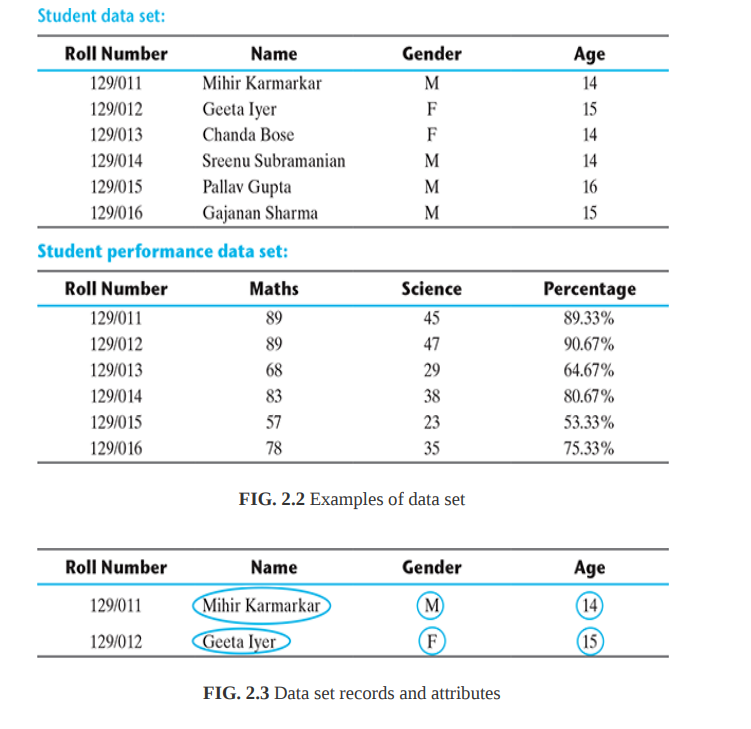 Student data set:
Roll Number Name Gender Age
129/011 Mihir Karmarkar M 14
129/012 Geeta Iyer F 15
129/013 Chanda Bose F 14
129/014 Sreenu Subramanian M 14
129/015 Pallav Gupta M 16
129/016 Gajanan Sharma M 15
Student performance data set:
Roll Number Maths Science Percentage
129/011 89 45 89.33%
129/012 89 47 90.67%
129/013 68 29 64.67%
129/014 83 38 80.67%
129/015 57 23 53.33%
129/016 78 35 75.33%
FIG. 2.2 Examples of data set
Roll Number Name Gender Age
129/011 Mihir Karmarkar M 14
129/012 Geeta Iyer F 15
FIG. 2.3 Data set records and attributes